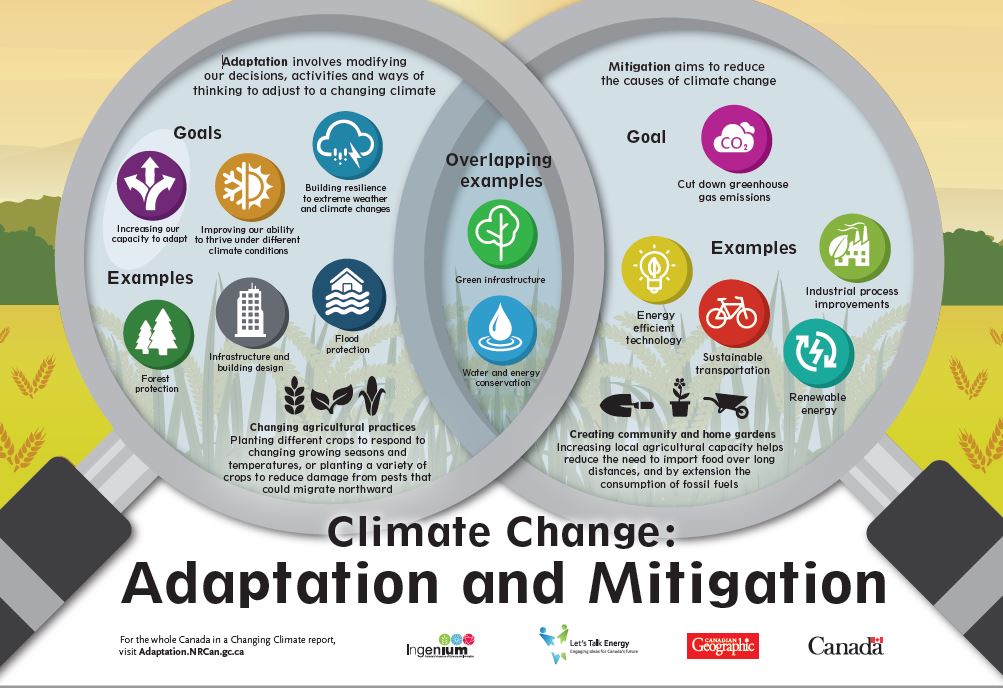 Adaptation involves modifying
our decisions, activities and ways of
thinking to adjust to a changing climate
Goals
Increasing our
capacity to adapt
Improving our ability
to thrive under different
climate conditions
Building resilience
to extreme weather
and climate changes
Examples
Forest
protection
Infrastructure and
building design
Flood
protection
Changing agricultural practices
Planting different crops to respond to
changing growing seasons and
temperatures, or planting a variety of
crops to reduce damage from pests that
could migrate northward
Overlapping
examples
Green infrastructure
Water and energy
conservation
Mitigation aims to reduce
the causes of climate change
Goal
CO2
Cut down greenhouse
gas emissions
Examples
Energy
efficient
technology
Sustainable
transportation
Industrial process
improvements
Renewable
energy
Creating community and home gardens
Increasing local agricultural capacity helps
reduce the need to import food over long
distances, and by extension the
consumption of fossil fuels
Climate Change:
Adaptation and Mitigation
For the whole Canada in a Changing Climate report,
visit Adaptation.NRCan.gc.ca
Ingenium
Let's Talk Energy
Engaging ideas for Canada's future
CANADIAN
Geographic
Canada